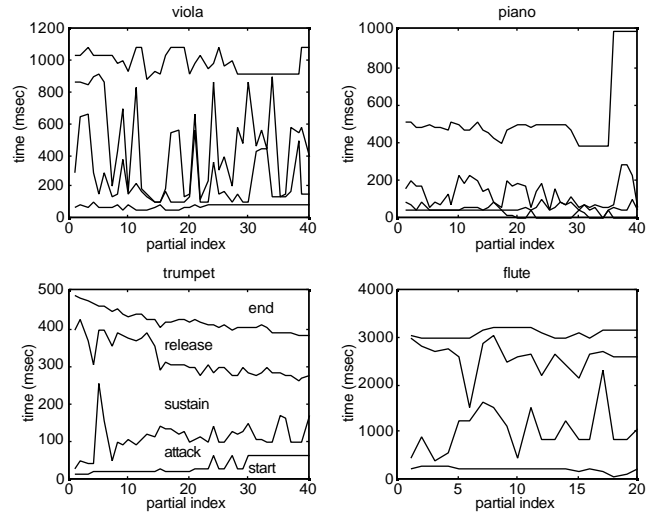 viola
1200
1000
800
600
400
200
0
time (msec)
0 10 20 30 40
partial index
piano
1000
800
600
400
200
0
time (msec)
0 10 20 30 40
partial index
trumpet
500
400
300
200
100
0
time (msec)
end
release
sustain
attack
start
0 10 20 30 40
partial index
flute
4000
3000
2000
1000
0
time (msec)
0 5 10 15 20
partial index